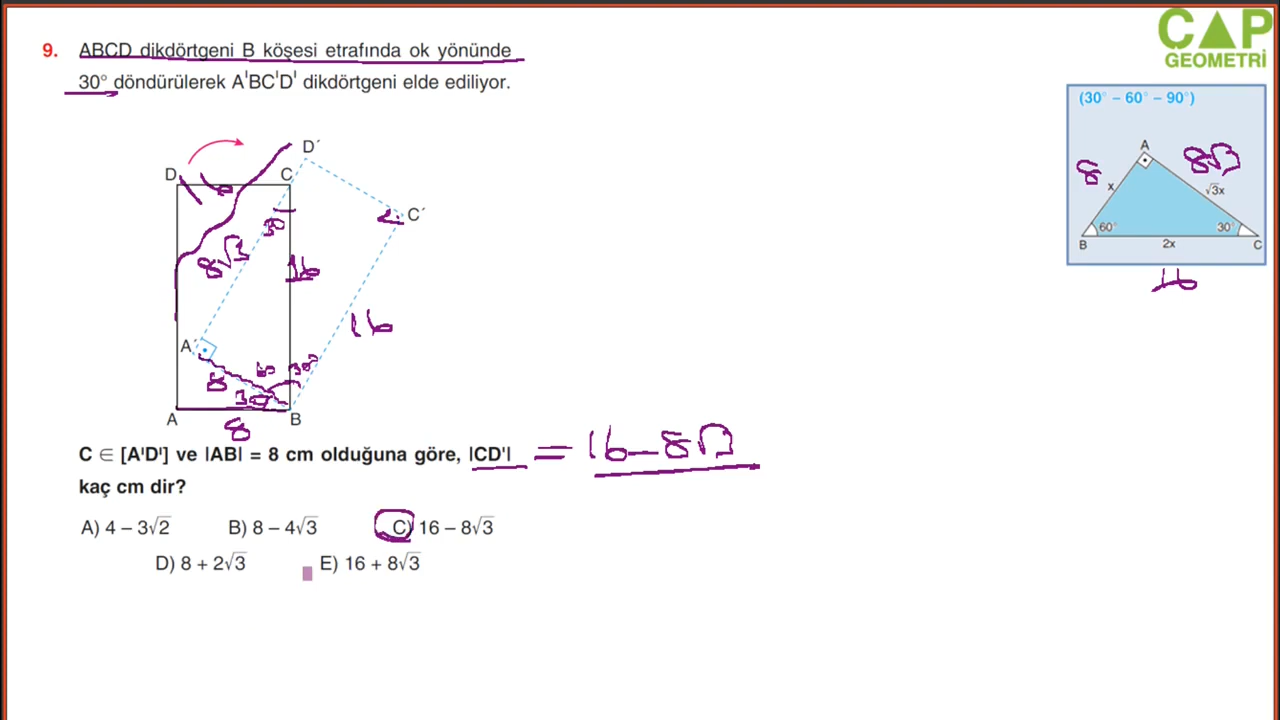 CAP
GEOMETRİ
9. ABCD dikdörtgeni B köşesi etrafında ok yönünde
30° döndürülerek A'BC'D' dikdörtgeni elde ediliyor.
(30° – 60° – 90°)
A
8
8√3
x
√3x
60°
30°
B
2x
C
16
D
16
C
D´
C´
30
8√3
16
16
A´
8
60
30°
30
A
8
B
C ∈ [A'D'] ve |AB| = 8 cm olduğuna göre, |CD'| = 16 – 8√3
kaç cm dir?
A) 4 – 3√2 B) 8 – 4√3 C) 16 – 8√3
D) 8 + 2√3 E) 16 + 8√3